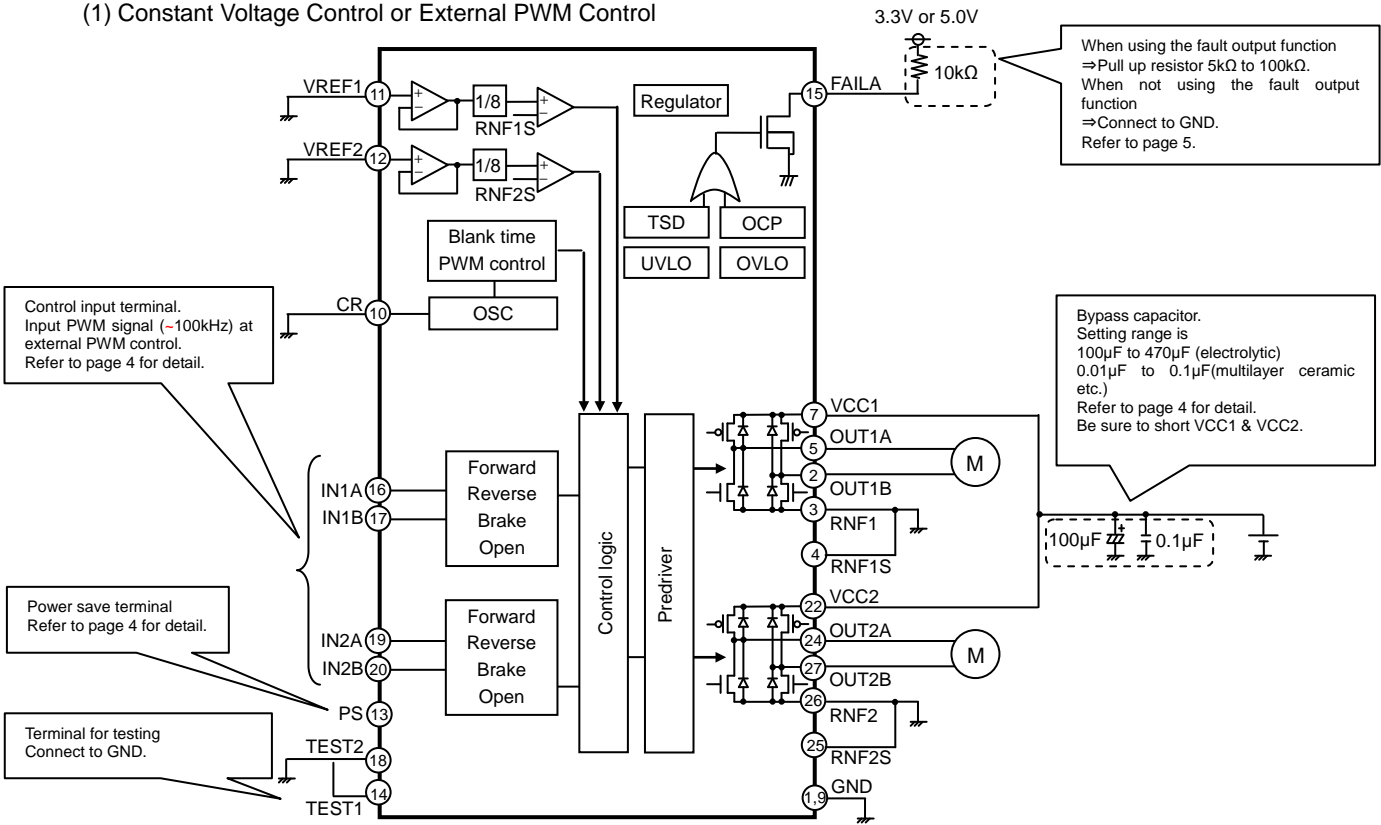 (1) Constant Voltage Control or External PWM Control
3.3V or 5.0V
10kΩ
When using the fault output function
⇒Pull up resistor 5kΩ to 100kΩ.
When not using the fault output
function
⇒Connect to GND.
Refer to page 5.
VREF1
11
+
−
1/8
RNF1S
+
−
Regulator
15
FAILA
VREF2
12
+
−
1/8
RNF2S
+
−
TSD
OCP
UVLO
OVLO
Blank time
PWM control
CR
10
OSC
Control input terminal.
Input PWM signal (~100kHz) at
external PWM control.
Refer to page 4 for detail.
Bypass capacitor.
Setting range is
100µF to 470µF (electrolytic)
0.01µF to 0.1µF(multilayer ceramic
etc.)
Refer to page 4 for detail.
Be sure to short VCC1 & VCC2.
7
VCC1
5
OUT1A
M
2
OUT1B
3
RNF1
4
RNF1S
IN1A
16
IN1B
17
Forward
Reverse
Brake
Open
Control logic
Predriver
100µF
+
0.1µF
Power save terminal
Refer to page 4 for detail.
22
VCC2
24
OUT2A
M
27
OUT2B
26
RNF2
25
RNF2S
IN2A
19
IN2B
20
Forward
Reverse
Brake
Open
PS
13
Terminal for testing
Connect to GND.
TEST2
18
14
TEST1
1,9
GND